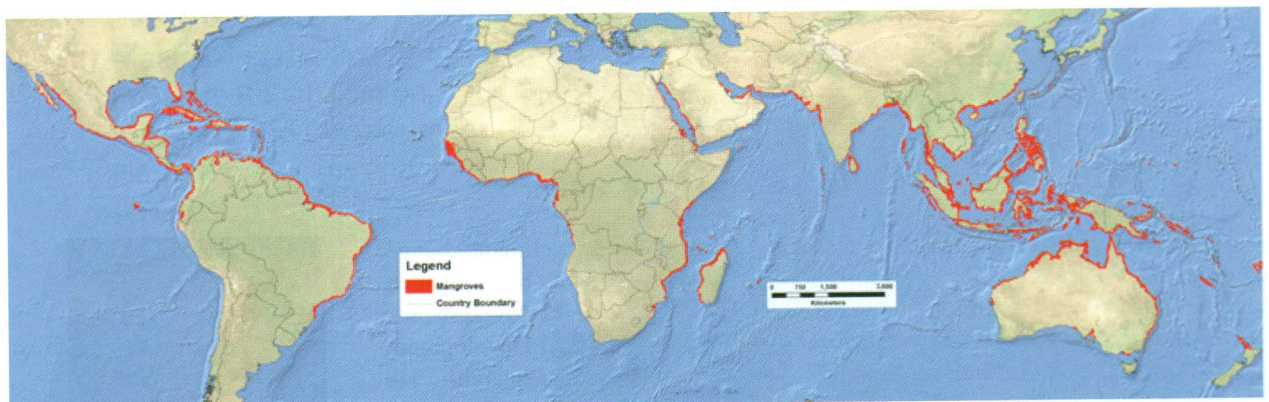 Legend
Mangroves
Country Boundary
0 750 1,500 3,000
Kilometers